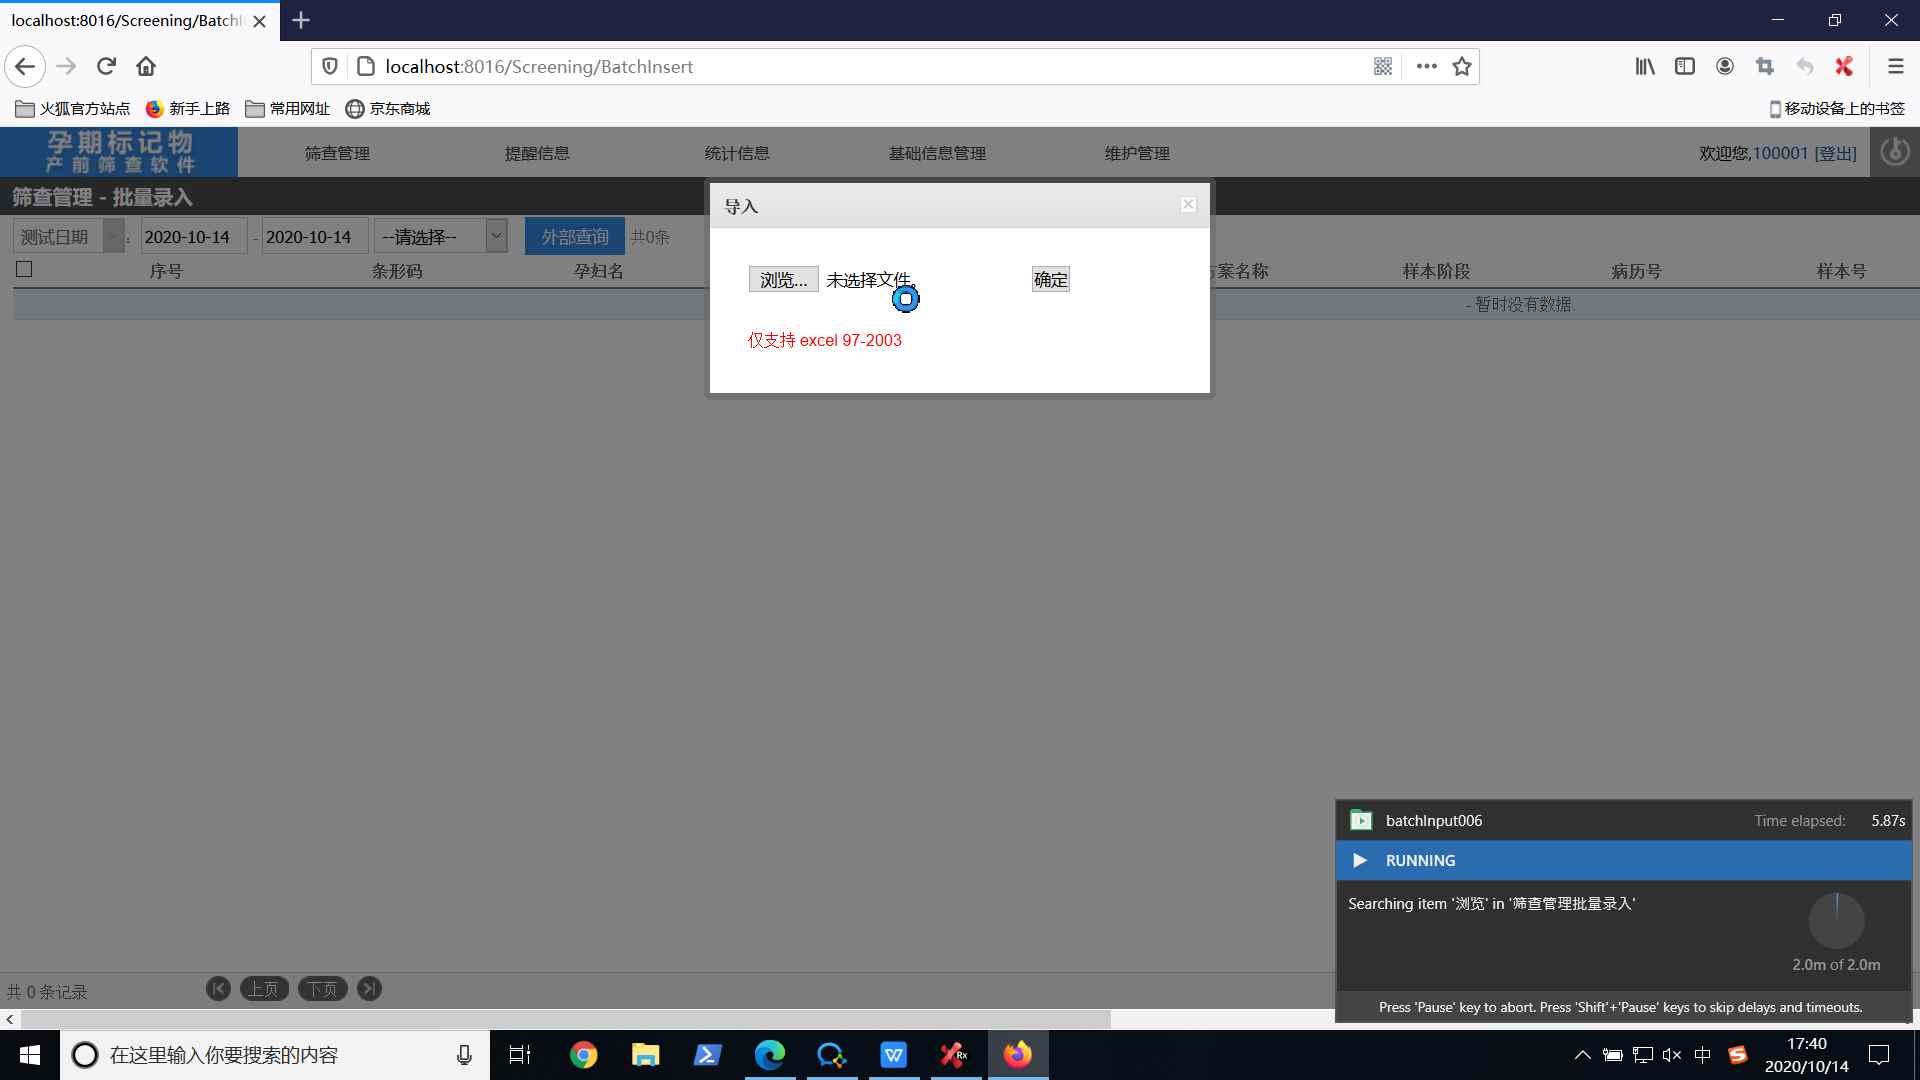 localhost:8016/Screening/BatchI
localhost:8016/Screening/BatchInsert
火狐官方站点
新手上路
常用网址
京东商城
移动设备上的书签
孕期标记物
产前筛查软件
筛查管理
提醒信息
统计信息
基础信息管理
维护管理
欢迎您,100001 [登出]
筛查管理 - 批量录入
测试日期 : 2020-10-14 - 2020-10-14 --请选择-- 外部查询 共0条
序号 条形码 孕妇名 案名称 样本阶段 病历号 样本号
- 暂时没有数据.
导入
浏览... 未选择文件。 确定
仅支持 excel 97-2003
batchInput006 Time elapsed: 5.87s
RUNNING
Searching item '浏览' in '筛查管理批量录入'
2.0m of 2.0m
Press 'Pause' key to abort. Press 'Shift'+'Pause' keys to skip delays and timeouts.
共 0 条记录 上页 下页
在这里输入你要搜索的内容
Rx
中
17:40
2020/10/14